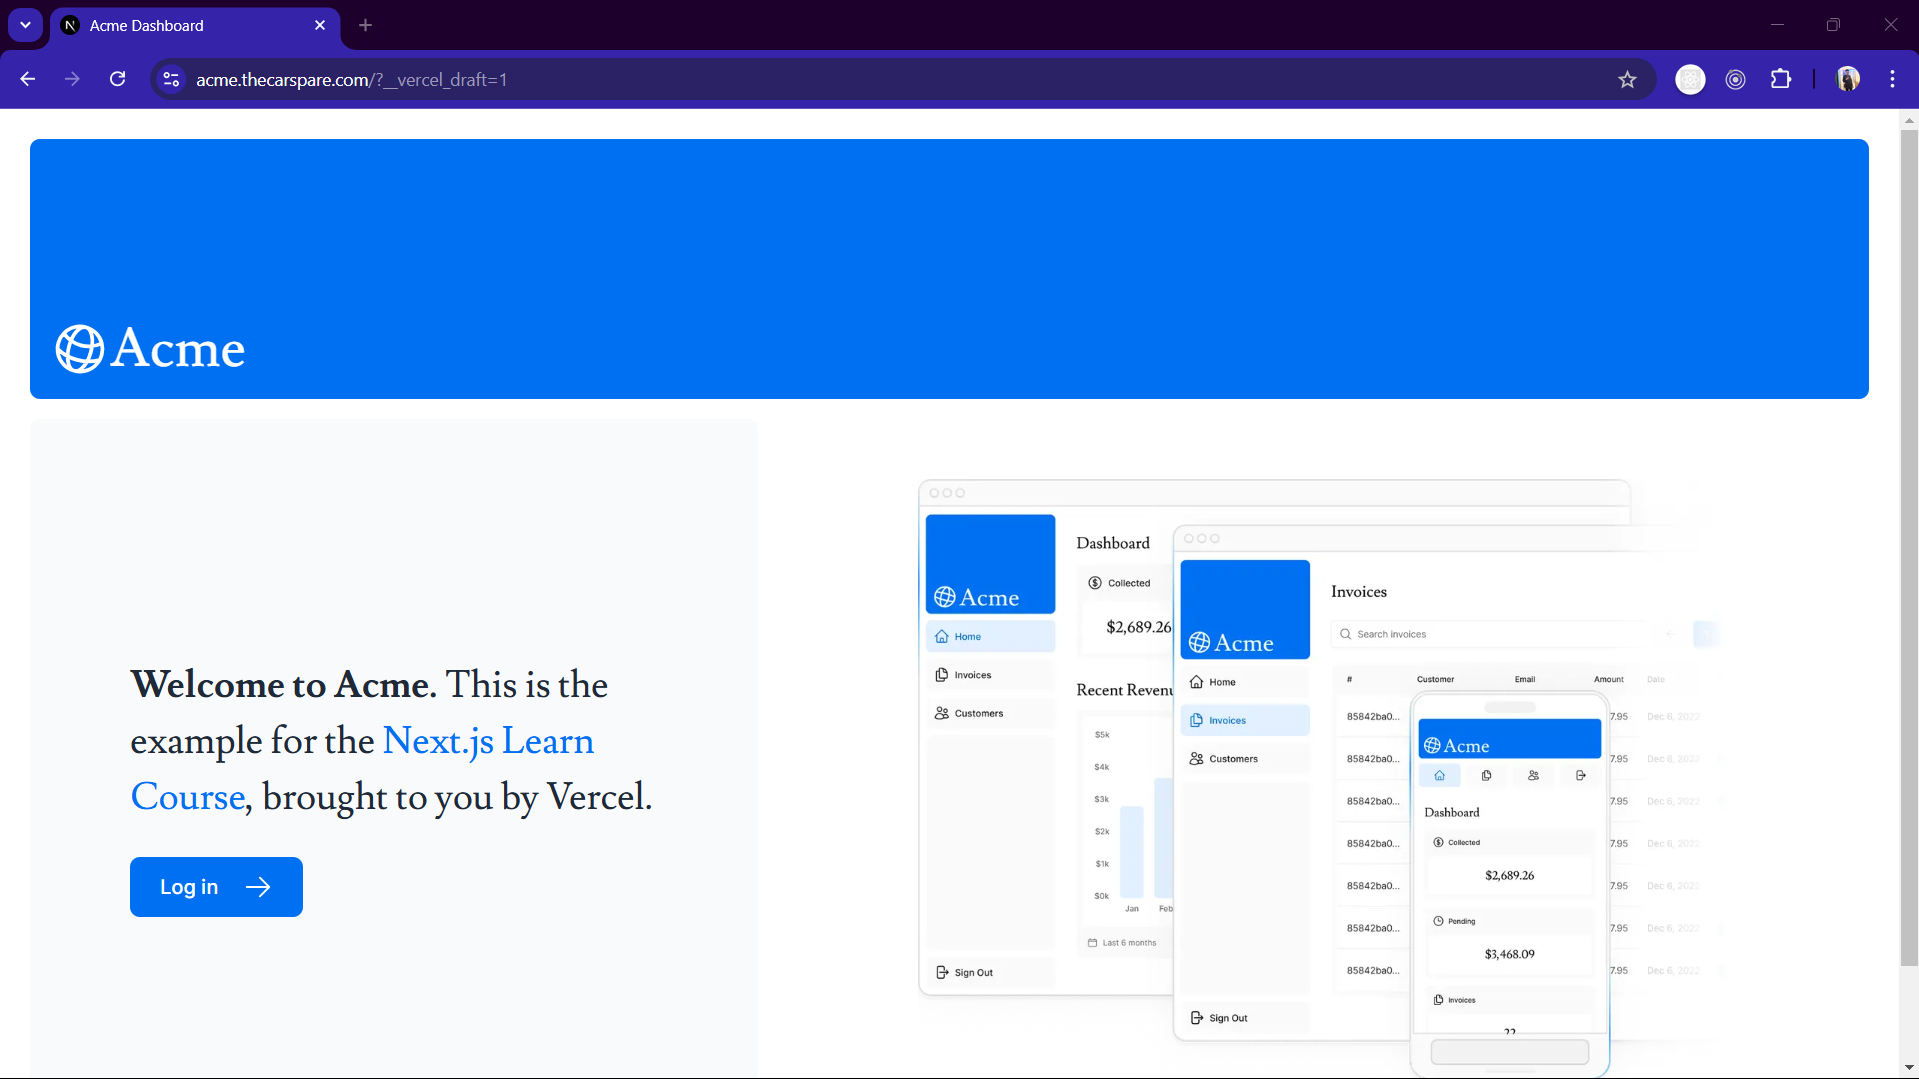 Acme Dashboard
acme.thecarspare.com/?__vercel_draft=1
Acme
Welcome to Acme. This is the
example for the Next.js Learn
Course, brought to you by Vercel.
Log in
Acme
Home
Invoices
Customers
Sign Out
Dashboard
Collected
$2,689.26
Recent Revenu
$5k
$4k
$3k
$2k
$1k
$0k
Jan Feb
Last 6 months
Acme
Home
Invoices
Customers
Sign Out
Invoices
Search invoices
# Customer Email Amount Date
85842ba0... 7.95 Dec 6, 2022
85842ba0... 7.95 Dec 6, 2022
85842ba0... 7.95 Dec 6, 2022
85842ba0... 7.95 Dec 6, 2022
85842ba0... 7.95 Dec 6, 2022
85842ba0... 7.95 Dec 6, 2022
85842ba0... 7.95 Dec 6, 2022
Acme
Dashboard
Collected
$2,689.26
Pending
$3,468.09
Invoices
22